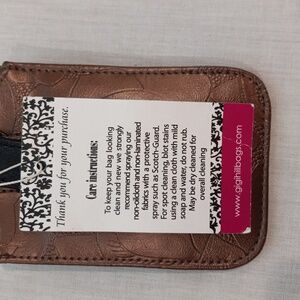 Thank you for your purchase.
Care instructions:
To keep your bag looking
clean and new we strongly
recommend spraying our
non-oilcloth and non-laminated
fabrics with a protective
spray such as Scotch-Guard.
For spot cleaning, blot stains
using a clean cloth with mild
soap and water, do not rub.
May be dry cleaned for
overall cleaning
www.gighillbags.com